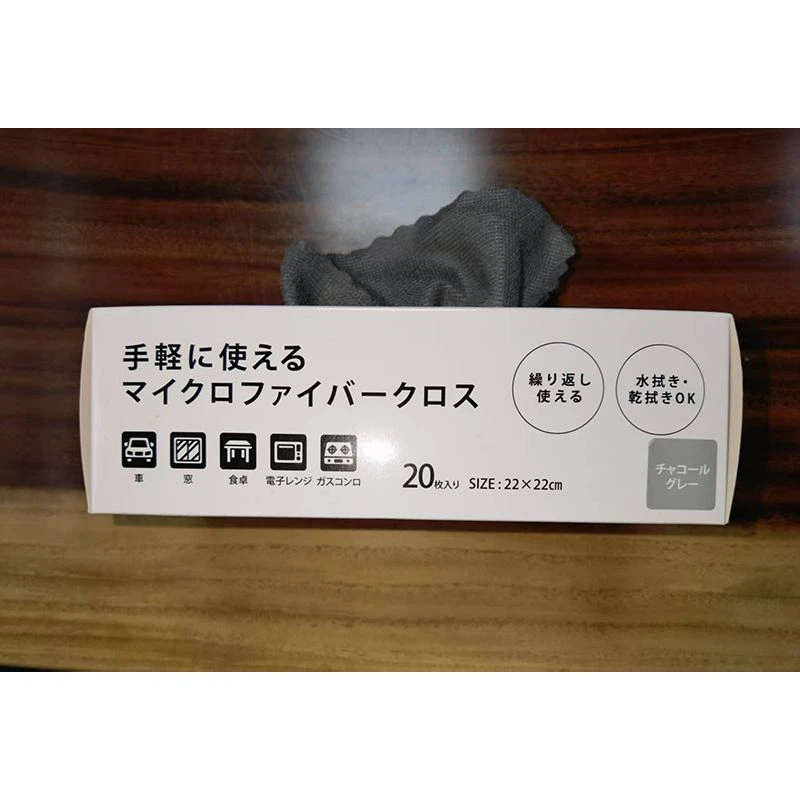 手軽に使える
マイクロファイバークロス
繰り返し
使える
水拭き・
乾拭きOK
車 窓 食卓 電子レンジ ガスコンロ
20枚入り SIZE : 22×22㎝
チャコール
グレー